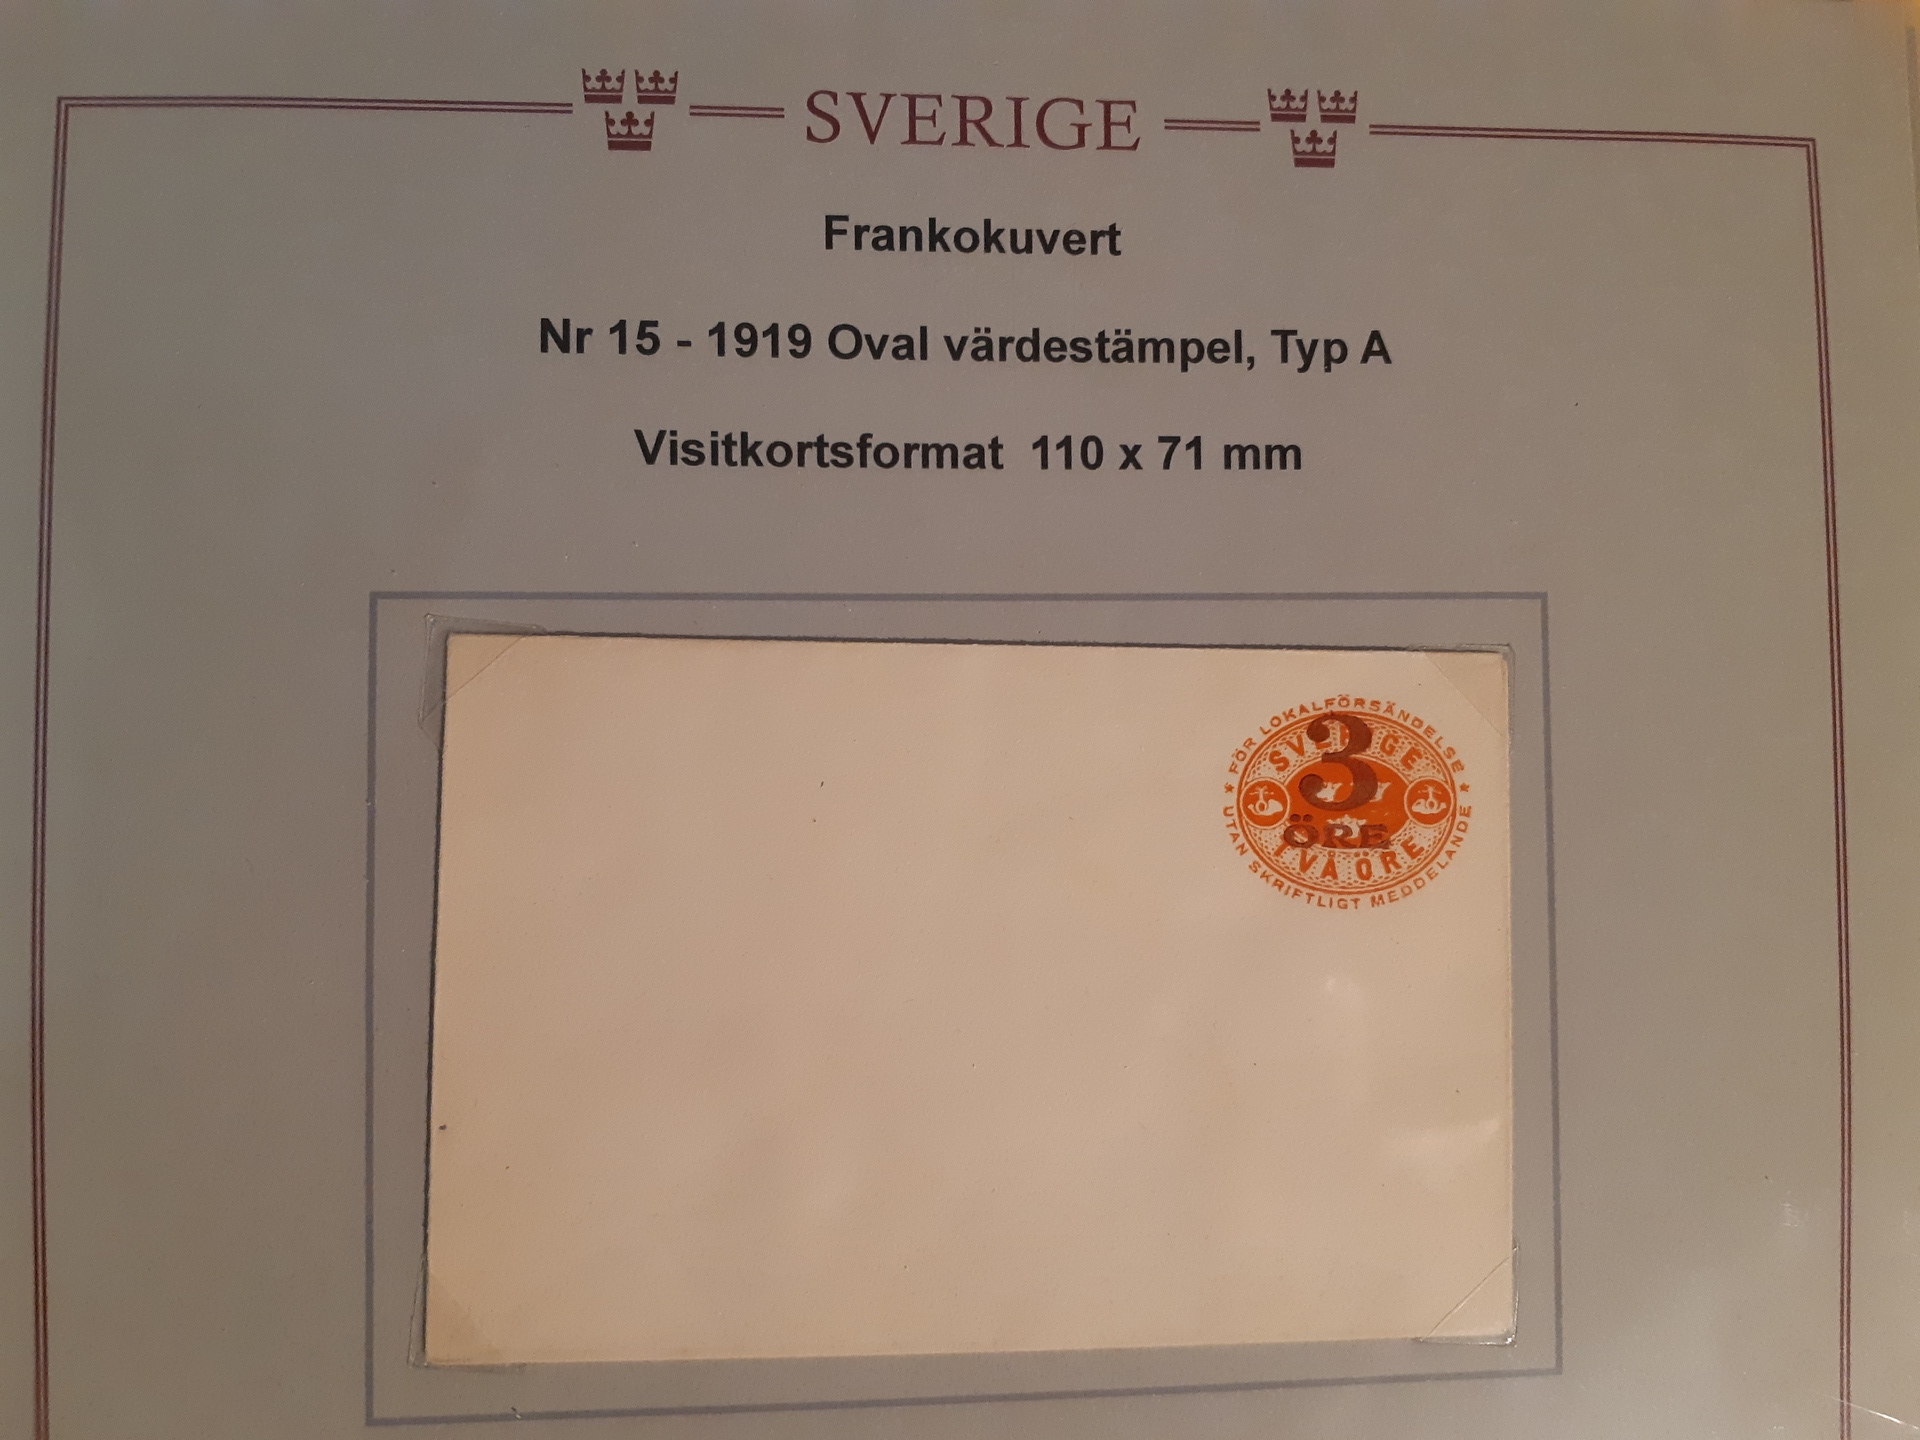 SVERIGE
Frankokuvert
Nr 15 - 1919 Oval värdestämpel, Typ A
Visitkortsformat 110 x 71 mm
★ FÖR LOKALFÖRSÄNDELSE ★
SVERIGE
3
ÖRE
TVÅ ÖRE
UTAN SKRIFTLIGT MEDDELANDE